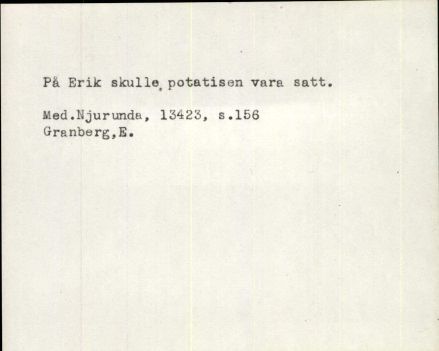 På Erik skulle potatisen vara satt.
Med.Njurunda, 13423, s.156
Granberg,E.